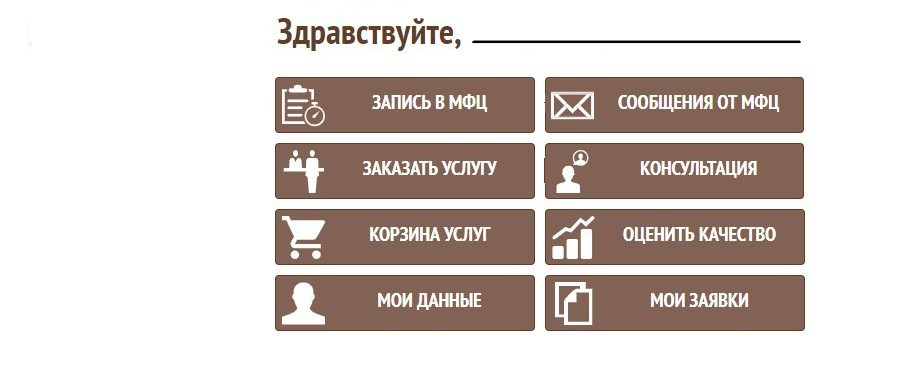 Здравствуйте,
ЗАПИСЬ В МФЦ
СООБЩЕНИЯ ОТ МФЦ
ЗАКАЗАТЬ УСЛУГУ
КОНСУЛЬТАЦИЯ
КОРЗИНА УСЛУГ
ОЦЕНИТЬ КАЧЕСТВО
МОИ ДАННЫЕ
МОИ ЗАЯВКИ